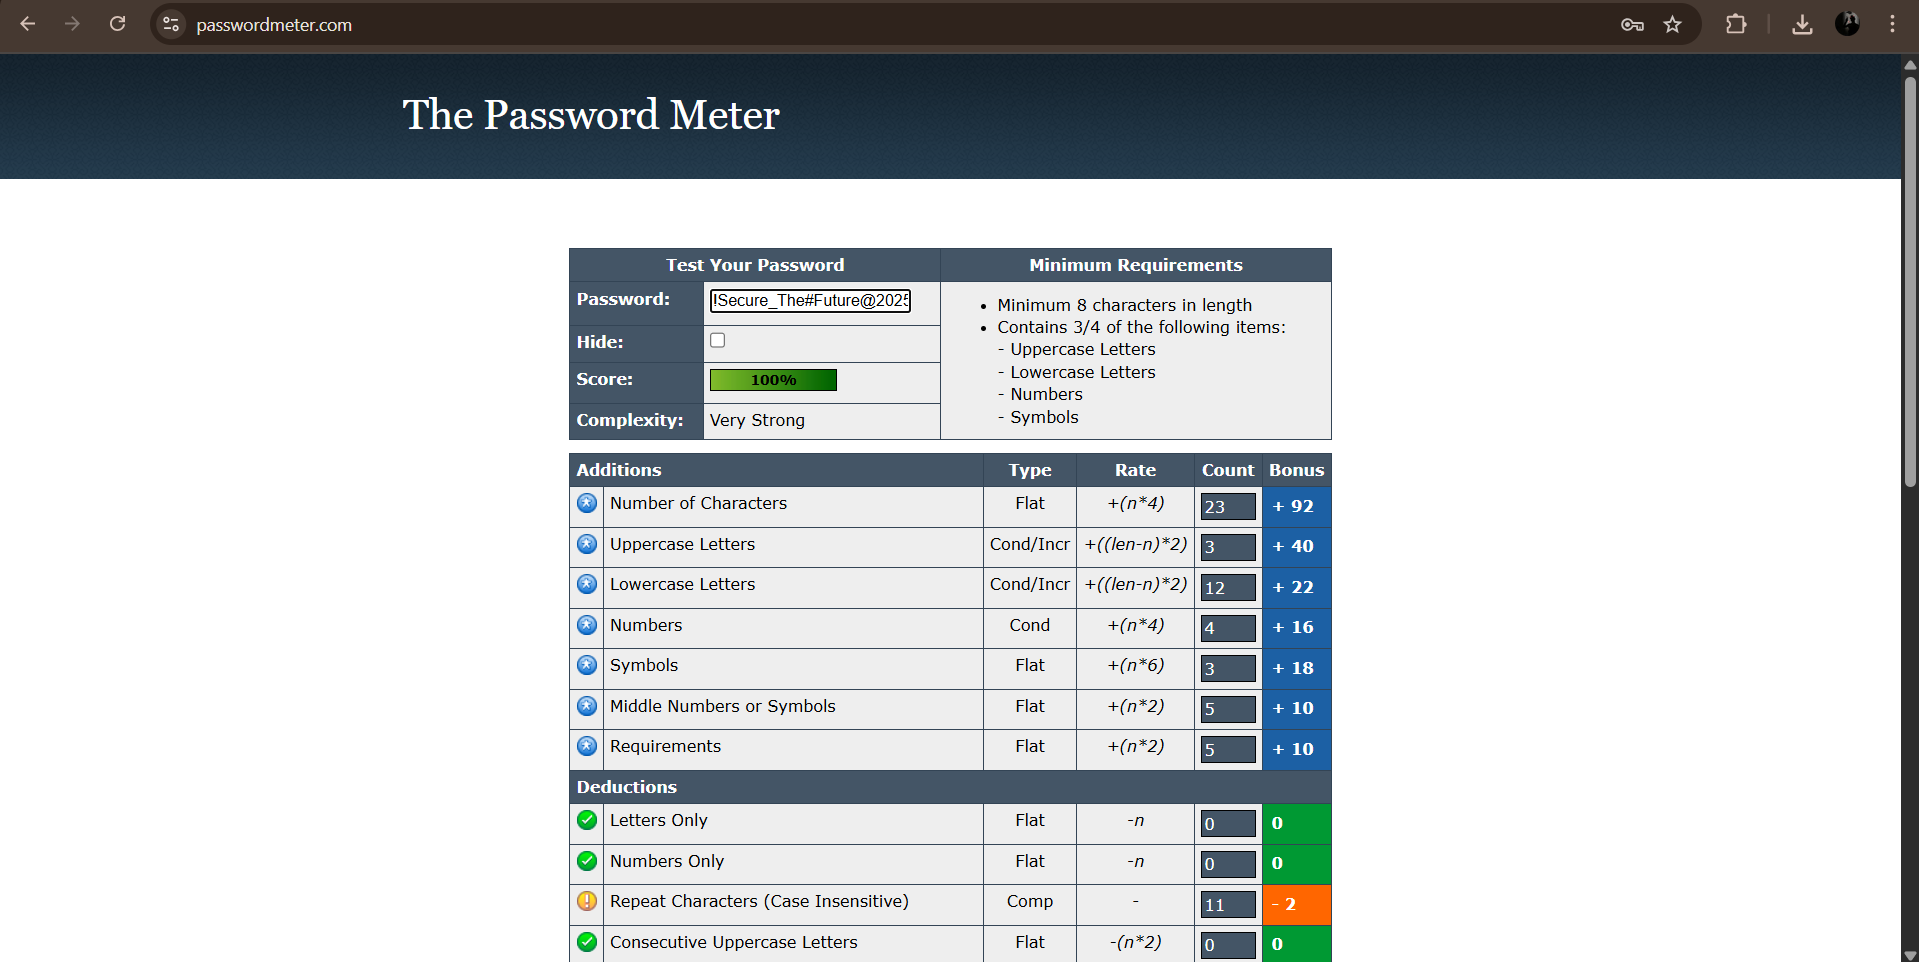 passwordmeter.com
The Password Meter
Test Your Password Minimum Requirements
Password: !Secure_The#Future@2025
Hide:
Score: 100%
Complexity: Very Strong
• Minimum 8 characters in length
• Contains 3/4 of the following items:
- Uppercase Letters
- Lowercase Letters
- Numbers
- Symbols
Additions Type Rate Count Bonus
Number of Characters Flat +(n*4) 23 + 92
Uppercase Letters Cond/Incr +((len-n)*2) 3 + 40
Lowercase Letters Cond/Incr +((len-n)*2) 12 + 22
Numbers Cond +(n*4) 4 + 16
Symbols Flat +(n*6) 3 + 18
Middle Numbers or Symbols Flat +(n*2) 5 + 10
Requirements Flat +(n*2) 5 + 10
Deductions
Letters Only Flat -n 0 0
Numbers Only Flat -n 0 0
Repeat Characters (Case Insensitive) Comp - 11 - 2
Consecutive Uppercase Letters Flat -(n*2) 0 0